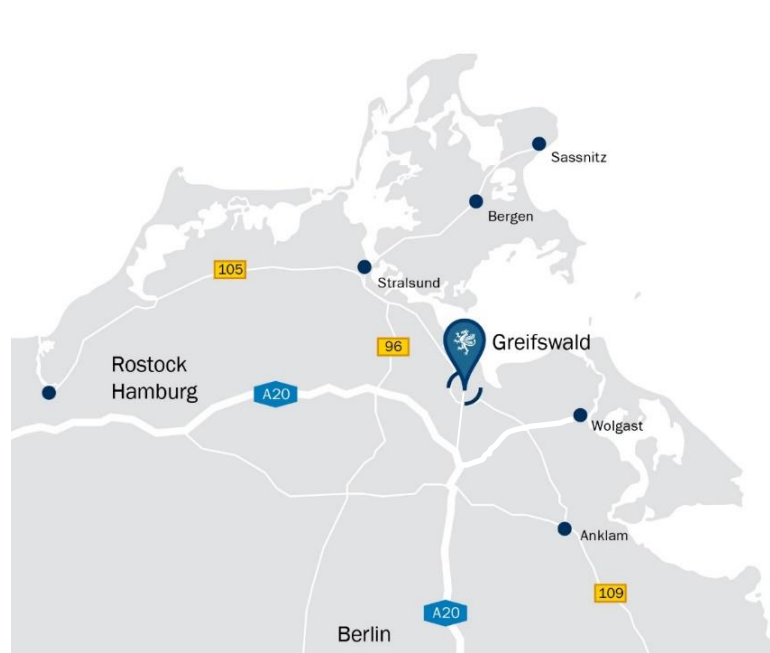 Sassnitz
Bergen
105
Stralsund
96
Greifswald
Rostock
Hamburg
A20
Wolgast
Anklam
109
A20
Berlin